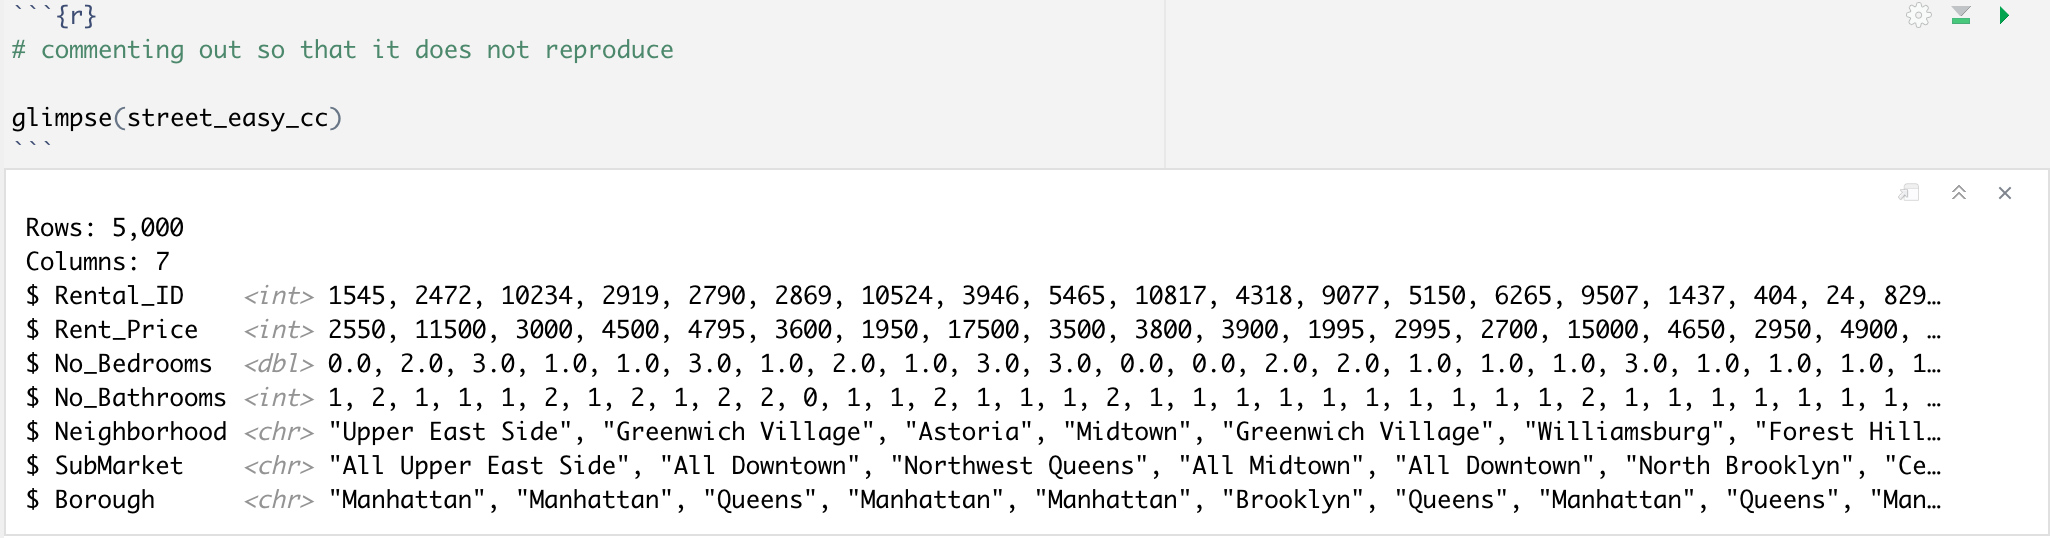 ```{r}
# commenting out so that it does not reproduce
glimpse(street_easy_cc)
```
Rows: 5,000
Columns: 7
$ Rental_ID    <int> 1545, 2472, 10234, 2919, 2790, 2869, 10524, 3946, 5465, 10817, 4318, 9077, 5150, 6265, 9507, 1437, 404, 24, 829…
$ Rent_Price   <int> 2550, 11500, 3000, 4500, 4795, 3600, 1950, 17500, 3500, 3800, 3900, 1995, 2995, 2700, 15000, 4650, 2950, 4900, …
$ No_Bedrooms  <dbl> 0.0, 2.0, 3.0, 1.0, 1.0, 3.0, 1.0, 2.0, 1.0, 3.0, 3.0, 0.0, 0.0, 2.0, 2.0, 1.0, 1.0, 1.0, 3.0, 1.0, 1.0, 1.0, 1…
$ No_Bathrooms <int> 1, 2, 1, 1, 1, 2, 1, 2, 1, 2, 2, 0, 1, 1, 2, 1, 1, 1, 2, 1, 1, 1, 1, 1, 1, 1, 1, 1, 1, 2, 1, 1, 1, 1, 1, 1, 1, …
$ Neighborhood <chr> "Upper East Side", "Greenwich Village", "Astoria", "Midtown", "Greenwich Village", "Williamsburg", "Forest Hill…
$ SubMarket    <chr> "All Upper East Side", "All Downtown", "Northwest Queens", "All Midtown", "All Downtown", "North Brooklyn", "Ce…
$ Borough      <chr> "Manhattan", "Manhattan", "Queens", "Manhattan", "Manhattan", "Brooklyn", "Queens", "Manhattan", "Queens", "Man…